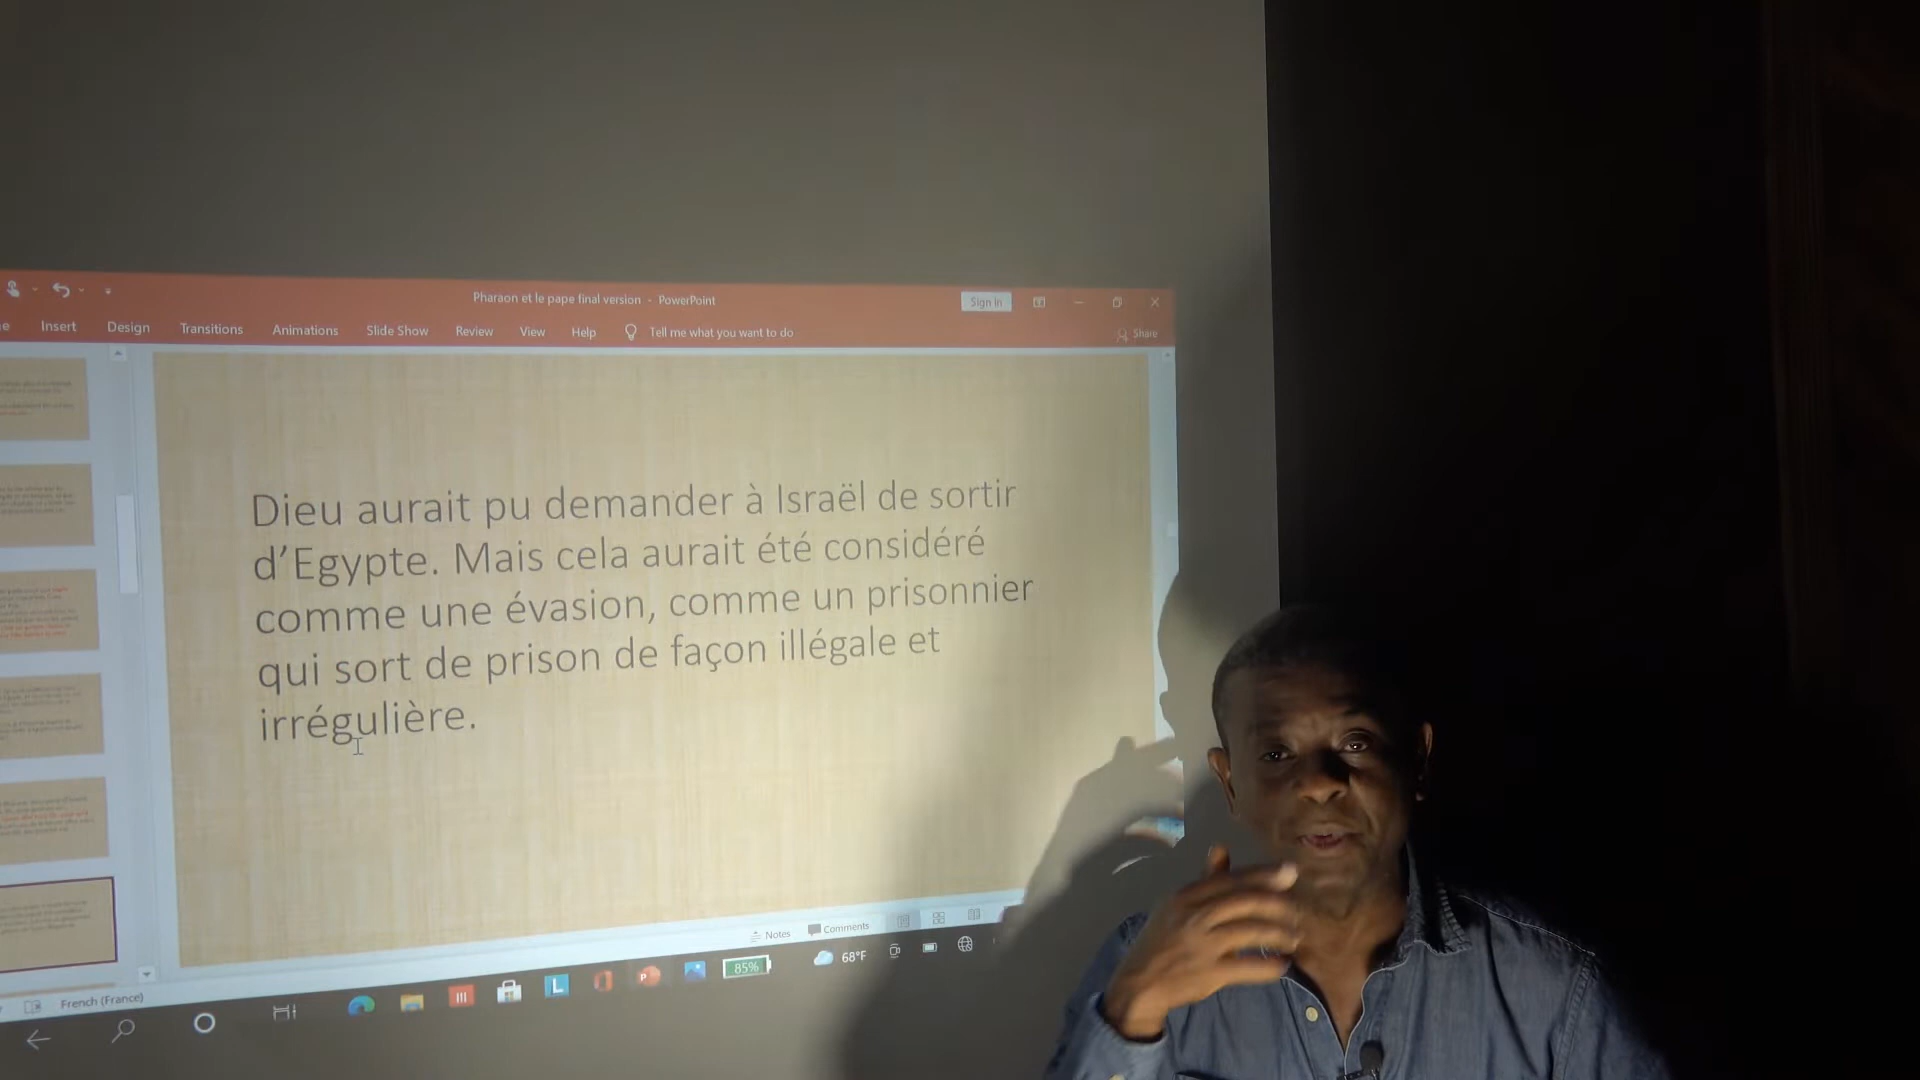 Pharaon et le pape final version - PowerPoint
Sign in
Insert Design Transitions Animations Slide Show Review View Help Tell me what you want to do Share
Dieu aurait pu demander à Israël de sortir
d'Egypte. Mais cela aurait été considéré
comme une évasion, comme un prisonnier
qui sort de prison de façon illégale et
irrégulière.
Notes Comments
French (France)
85% 68°F